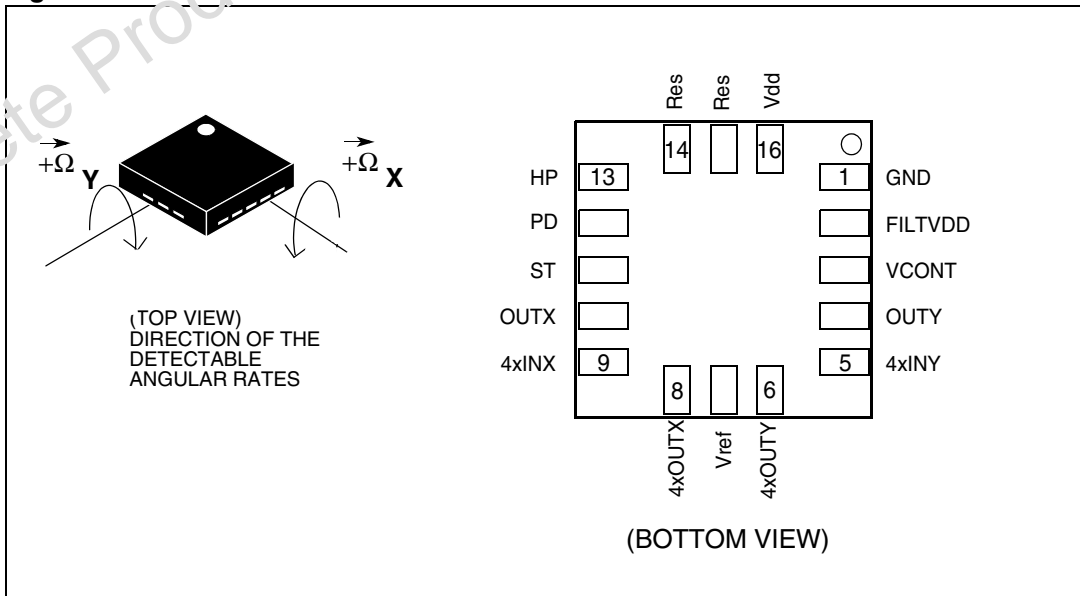 +Ω Y
+Ω X
(TOP VIEW)
DIRECTION OF THE
DETECTABLE
ANGULAR RATES
Res
Res
Vdd
14
16
HP
13
1
GND
PD
FILTVDD
ST
VCONT
OUTX
OUTY
4xINX
9
5
4xINY
8
6
4xOUTX
Vref
4xOUTY
(BOTTOM VIEW)